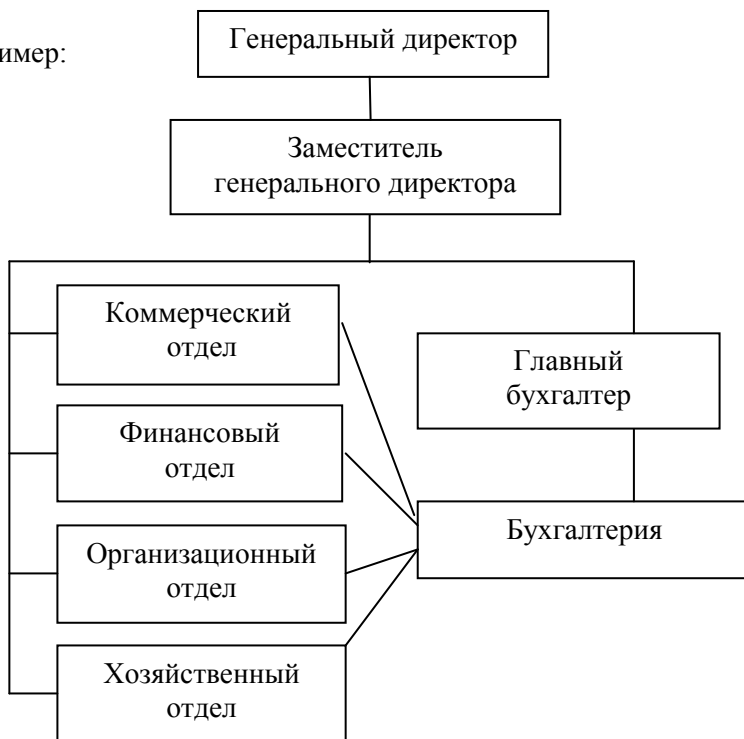 Генеральный директор
имер:
Заместитель
генерального директора
Коммерческий
отдел
Главный
бухгалтер
Финансовый
отдел
Бухгалтерия
Организационный
отдел
Хозяйственный
отдел